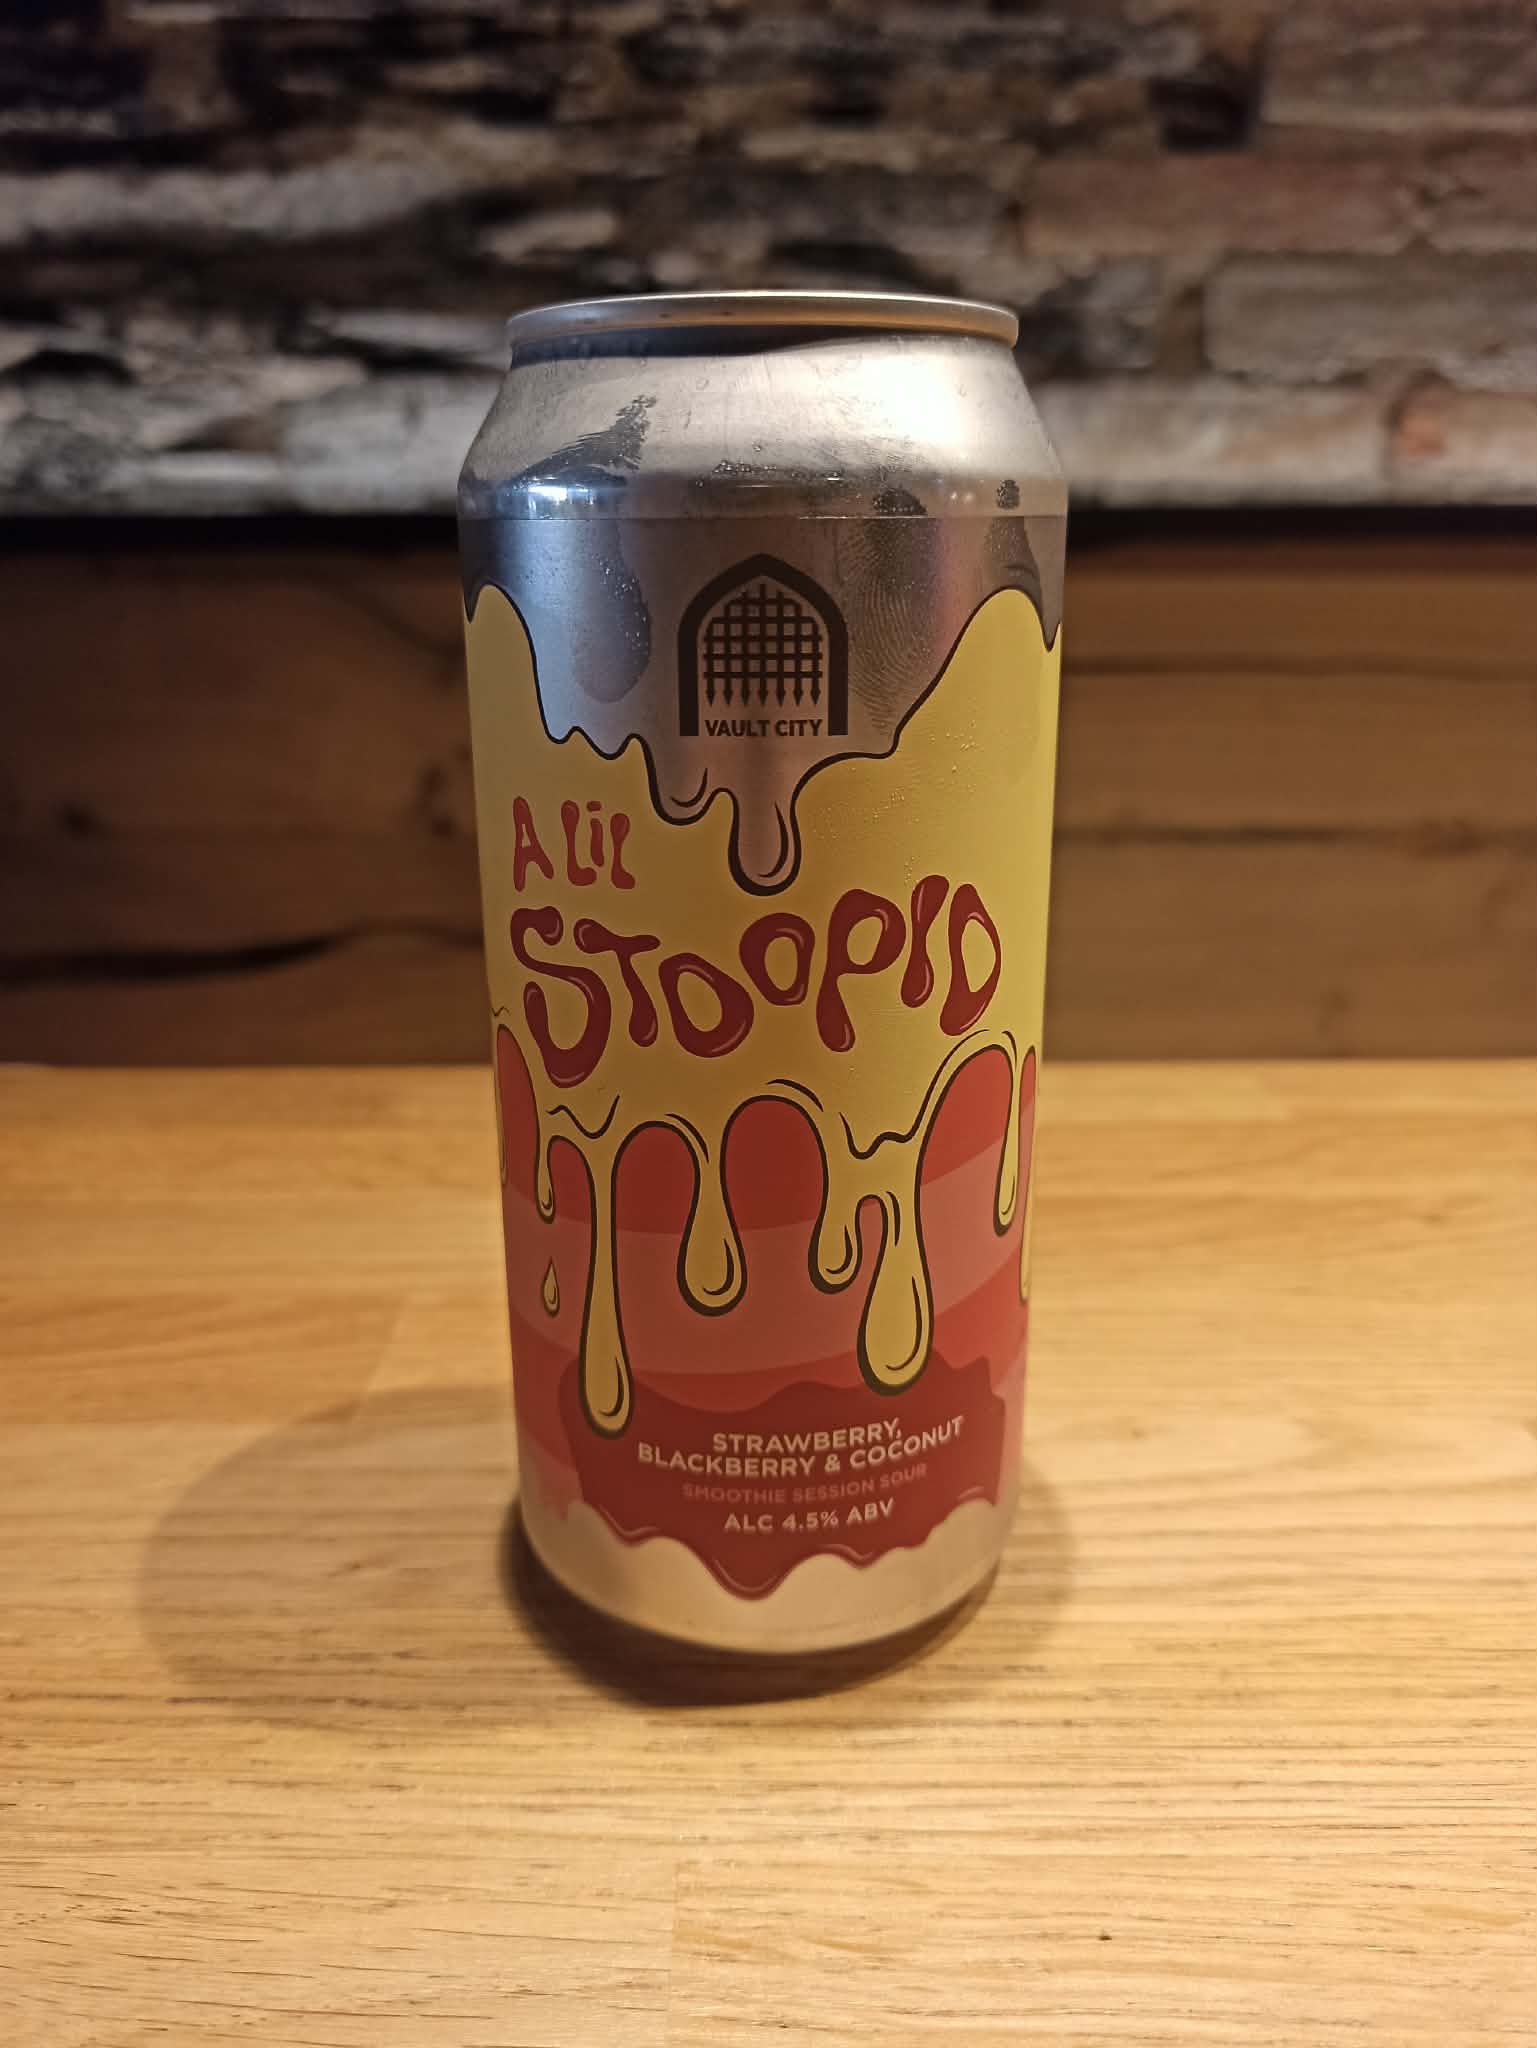 VAULT CITY
A LiL
STOOPID
STRAWBERRY,
BLACKBERRY & COCONUT
SMOOTHIE SESSION SOUR
ALC 4.5% ABV